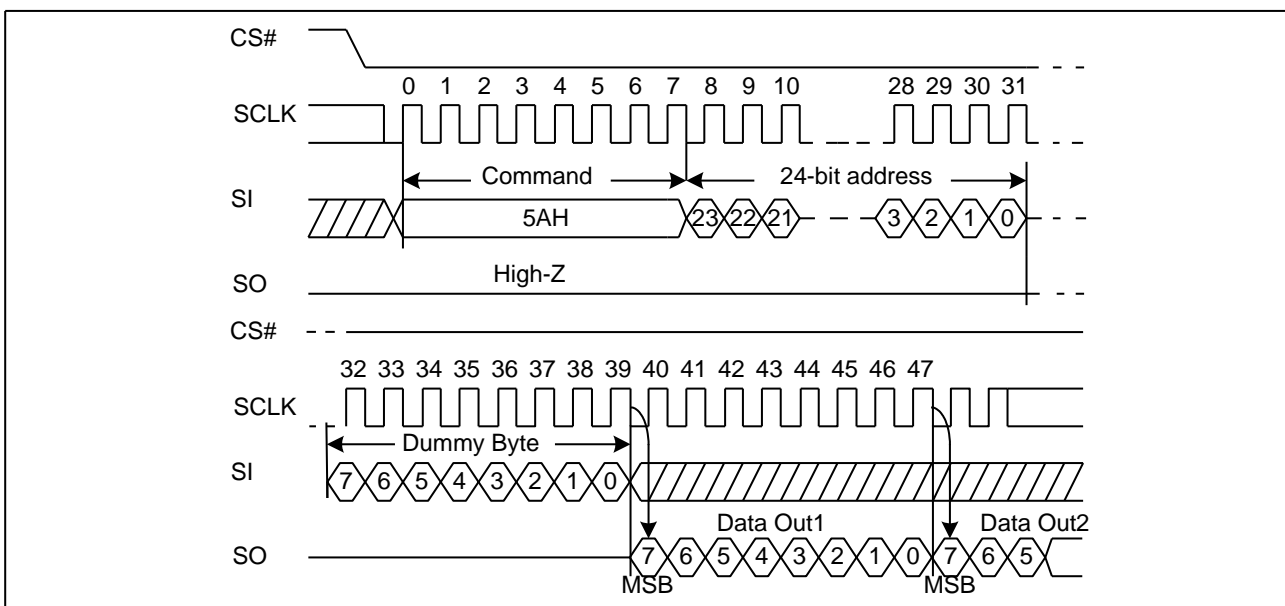 CS#
0 1 2 3 4 5 6 7 8 9 10 28 29 30 31
SCLK
Command 24-bit address
SI
5AH 23 22 21 3 2 1 0
High-Z
SO
CS#
32 33 34 35 36 37 38 39 40 41 42 43 44 45 46 47
SCLK
Dummy Byte
SI
7 6 5 4 3 2 1 0
Data Out1 Data Out2
SO
7 6 5 4 3 2 1 0 7 6 5
MSB MSB